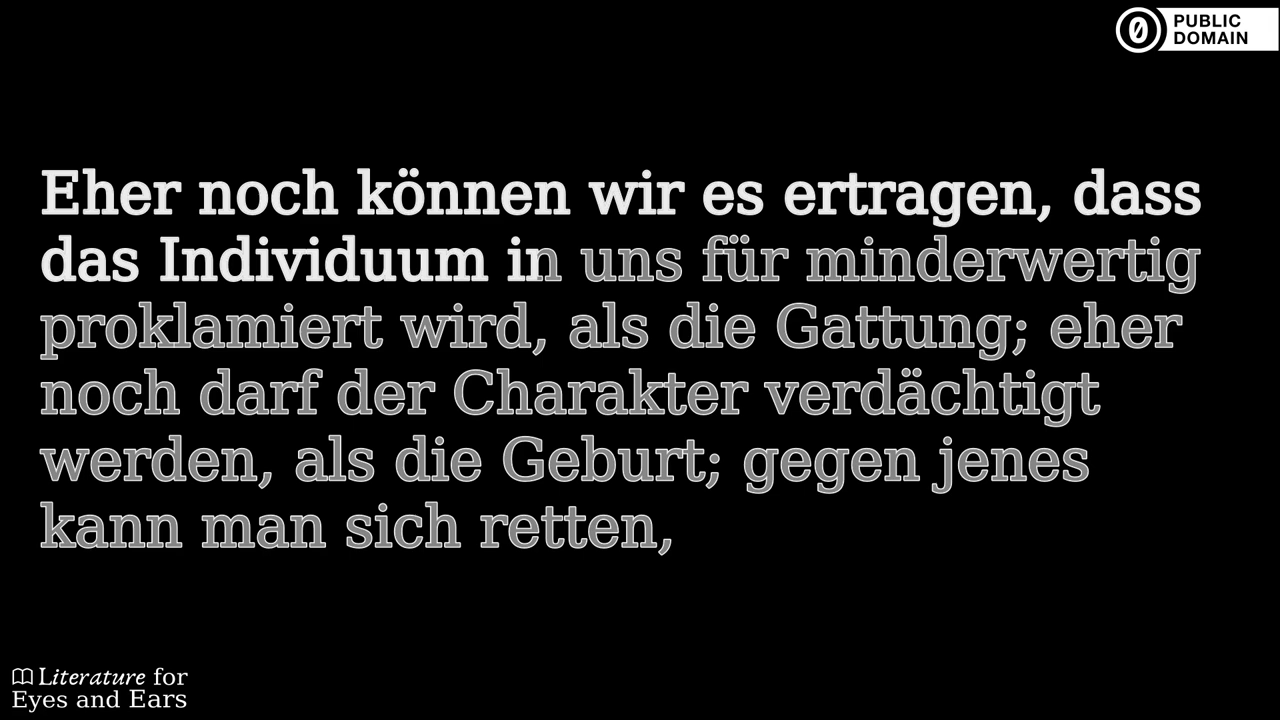 PUBLIC
DOMAIN
Eher noch können wir es ertragen, dass
das Individuum in uns für minderwertig
proklamiert wird, als die Gattung; eher
noch darf der Charakter verdächtigt
werden, als die Geburt; gegen jenes
kann man sich retten,
Literature for
Eyes and Ears